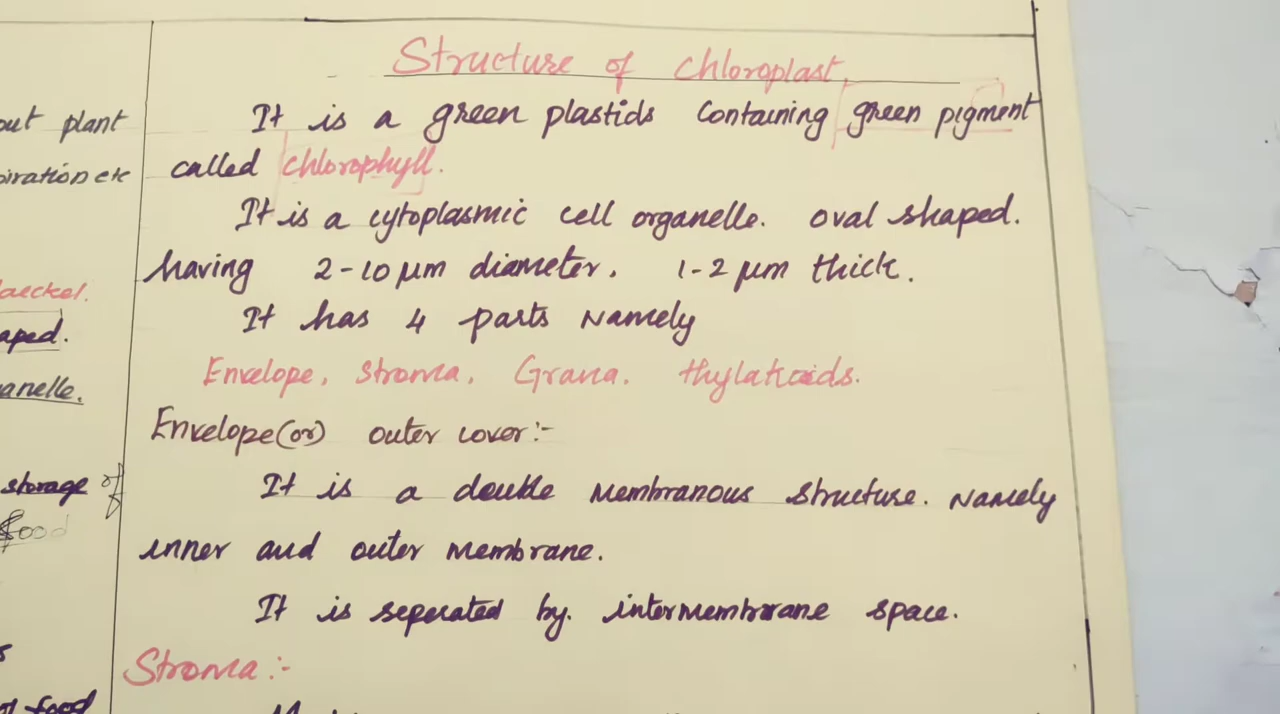 out plant
iration etc
aeckel.
aped.
anelle.
storage of
food
food
Structure of chloroplast.
It is a green plastids containing green pigment
called chlorophyll.
It is a cytoplasmic cell organelle. oval shaped.
having 2-10 μm diameter. 1-2 μm thick.
It has 4 parts Namely
Envelope, stroma, Grana. thylakoids.
Envelope (or) outer cover:-
It is a double membranous structure. Namely
inner and outer membrane.
It is seperated by. intermembrane space.
Stroma:-